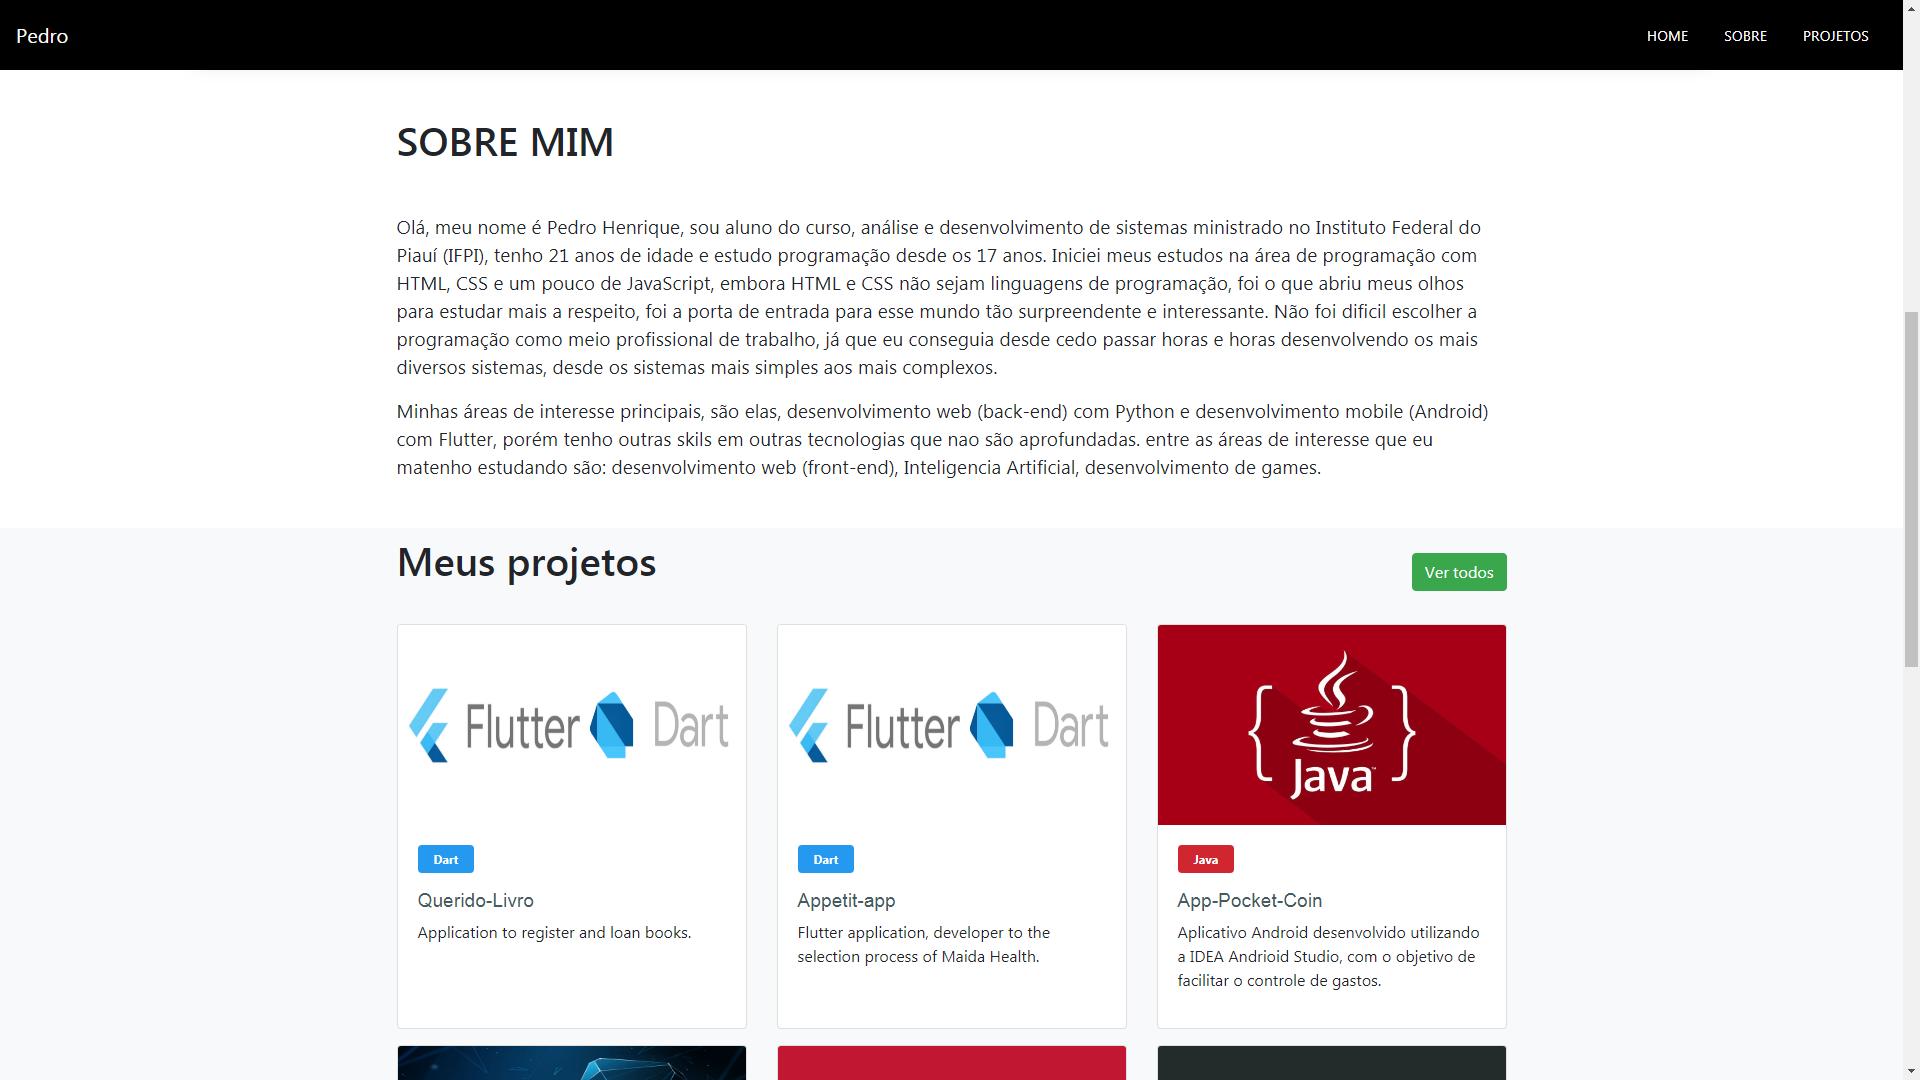 Pedro
HOME
SOBRE
PROJETOS
SOBRE MIM
Olá, meu nome é Pedro Henrique, sou aluno do curso, análise e desenvolvimento de sistemas ministrado no Instituto Federal do
Piauí (IFPI), tenho 21 anos de idade e estudo programação desde os 17 anos. Iniciei meus estudos na área de programação com
HTML, CSS e um pouco de JavaScript, embora HTML e CSS não sejam linguagens de programação, foi o que abriu meus olhos
para estudar mais a respeito, foi a porta de entrada para esse mundo tão surpreendente e interessante. Não foi dificil escolher a
programação como meio profissional de trabalho, já que eu conseguia desde cedo passar horas e horas desenvolvendo os mais
diversos sistemas, desde os sistemas mais simples aos mais complexos.
Minhas áreas de interesse principais, são elas, desenvolvimento web (back-end) com Python e desenvolvimento mobile (Android)
com Flutter, porém tenho outras skils em outras tecnologias que nao são aprofundadas. entre as áreas de interesse que eu
matenho estudando são: desenvolvimento web (front-end), Inteligencia Artificial, desenvolvimento de games.
Meus projetos
Ver todos
Flutter Dart
Dart
Querido-Livro
Application to register and loan books.
Flutter Dart
Dart
Appetit-app
Flutter application, developer to the
selection process of Maida Health.
{ Java™ }
Java
App-Pocket-Coin
Aplicativo Android desenvolvido utilizando
a IDEA Andrioid Studio, com o objetivo de
facilitar o controle de gastos.